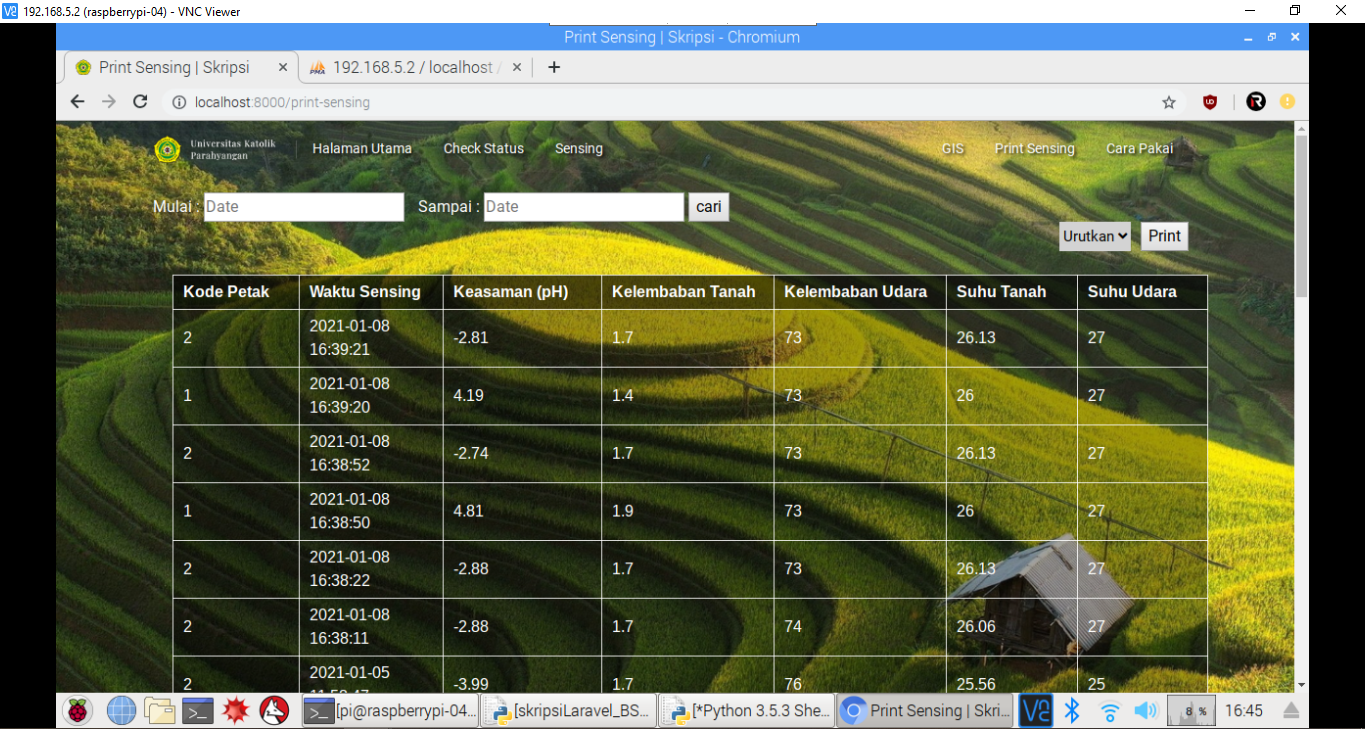 192.168.5.2 (raspberrypi-04) - VNC Viewer
Print Sensing | Skripsi - Chromium
Print Sensing | Skripsi
192.168.5.2 / localhost /
localhost:8000/print-sensing
Universitas Katolik
Parahyangan
Halaman Utama
Check Status
Sensing
GIS
Print Sensing
Cara Pakai
Mulai : Date
Sampai : Date
cari
Urutkan
Print
Kode Petak Waktu Sensing Keasaman (pH) Kelembaban Tanah Kelembaban Udara Suhu Tanah Suhu Udara
2 2021-01-08 16:39:21 -2.81 1.7 73 26.13 27
1 2021-01-08 16:39:20 4.19 1.4 73 26 27
2 2021-01-08 16:38:52 -2.74 1.7 73 26.13 27
1 2021-01-08 16:38:50 4.81 1.9 73 26 27
2 2021-01-08 16:38:22 -2.88 1.7 73 26.13 27
2 2021-01-08 16:38:11 -2.88 1.7 74 26.06 27
2 2021-01-05 -3.99 1.7 76 25.56 25
[pi@raspberrypi-04...
[skripsiLaravel_BS...
[*Python 3.5.3 She...
Print Sensing | Skri...
8 %
16:45